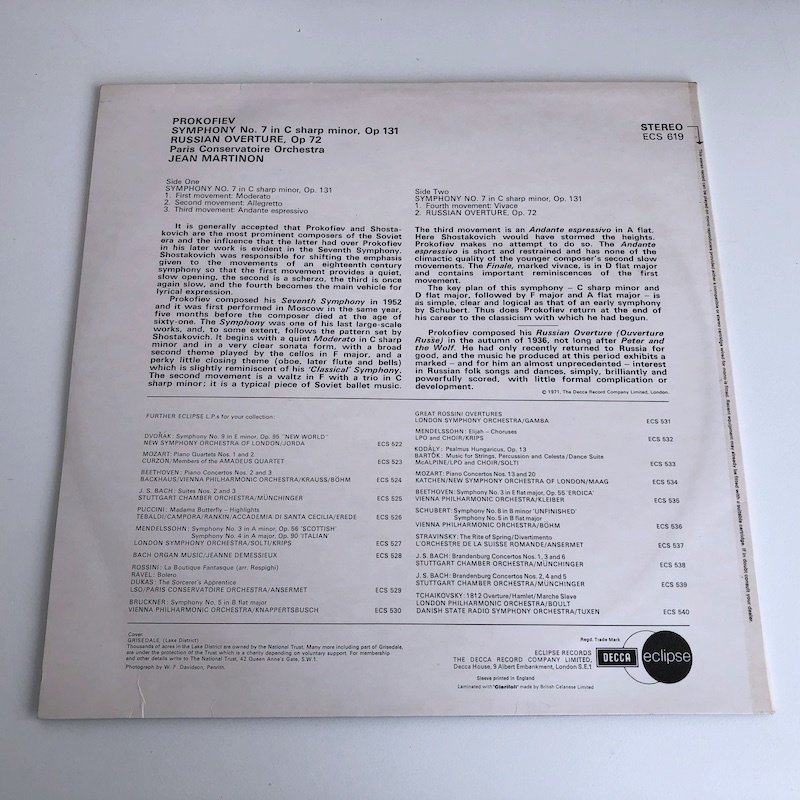 PROKOFIEV
SYMPHONY No. 7 in C sharp minor, Op 131
RUSSIAN OVERTURE, Op 72
Paris Conservatoire Orchestra
JEAN MARTINON
STEREO
ECS 619
Side One
SYMPHONY NO. 7 in C sharp minor, Op. 131
1. First movement: Moderato
2. Second movement: Allegretto
3. Third movement: Andante espressivo
It is generally accepted that Prokofiev and Shosta-
kovich are the most prominent composers of the Soviet
era and the influence that the latter had over Prokofiev
in his later work is evident in the Seventh Symphony.
Shostakovich was responsible for shifting the emphasis
given to the movements of an eighteenth century
symphony so that the first movement provides a quiet,
slow opening, the second is a scherzo, the third is once
again slow, and the fourth becomes the main vehicle for
lyrical expression.
Prokofiev composed his Seventh Symphony in 1952
and it was first performed in Moscow in the same year,
five months before the composer died at the age of
sixty-one. The Symphony was one of his last large-scale
works, and, to some extent, follows the pattern set by
Shostakovich. It begins with a quiet Moderato in C sharp
minor and in a very clear sonata form, with a broad
second theme played by the cellos in F major, and a
perky little closing theme (oboe, later flute and bells)
which is slightly reminiscent of his 'Classical' Symphony.
The second movement is a waltz in F with a trio in C
sharp minor; it is a typical piece of Soviet ballet music.
Side Two
SYMPHONY NO. 7 in C sharp minor, Op. 131
1. Fourth movement: Vivace
2. RUSSIAN OVERTURE, Op. 72
The third movement is an Andante espressivo in A flat.
Here Shostakovich would have stormed the heights.
Prokofiev makes no attempt to do so. The Andante
espressivo is short and restrained and has none of the
climactic quality of the younger composer's second slow
movements. The Finale, marked vivace, is in D flat major
and contains important reminiscences of the first
movement.
The key plan of this symphony – C sharp minor and
D flat major, followed by F major and A flat major – is
as simple, clear and logical as that of an early symphony
by Schubert. Thus does Prokofiev return at the end of
his career to the classicism with which he had begun.
Prokofiev composed his Russian Overture (Ouverture
Russe) in the autumn of 1936, not long after Peter and
the Wolf. He had only recently returned to Russia for
good, and the music he produced at this period exhibits a
marked – and for him an almost unprecedented – interest
in Russian folk songs and dances, simply, brilliantly and
powerfully scored, with little formal complication or
development.
© 1971, The Decca Record Company Limited, London.
FURTHER ECLIPSE L.P.s for your collection:
DVOŘÁK: Symphony No. 9 in E minor, Op. 95 "NEW WORLD"
NEW SYMPHONY ORCHESTRA OF LONDON/JORDA ECS 522
MOZART: Piano Quartets Nos. 1 and 2
CURZON/Members of the AMADEUS QUARTET ECS 523
BEETHOVEN: Piano Concertos Nos. 2 and 3
BACKHAUS/VIENNA PHILHARMONIC ORCHESTRA/KRAUSS/BÖHM ECS 524
J. S. BACH: Suites Nos. 2 and 3
STUTTGART CHAMBER ORCHESTRA/MÜNCHINGER ECS 525
PUCCINI: Madama Butterfly – Highlights
TEBALDI/CAMPORA/RANKIN/ACCADEMIA DI SANTA CECILIA/EREDE ECS 526
MENDELSSOHN: Symphony No. 3 in A minor, Op. 56 'SCOTTISH'
Symphony No. 4 in A major, Op. 90 'ITALIAN'
LONDON SYMPHONY ORCHESTRA/SOLTI/KRIPS ECS 527
BACH ORGAN MUSIC/JEANNE DEMESSIEUX ECS 528
ROSSINI: La Boutique Fantasque (arr. Respighi)
RAVEL: Bolero
DUKAS: The Sorcerer's Apprentice
LSO/PARIS CONSERVATOIRE ORCHESTRA/ANSERMET ECS 529
BRUCKNER: Symphony No. 5 in B flat major
VIENNA PHILHARMONIC ORCHESTRA/KNAPPERTSBUSCH ECS 530
GREAT ROSSINI OVERTURES
LONDON SYMPHONY ORCHESTRA/GAMBA ECS 531
MENDELSSOHN: Elijah – Choruses
LPO and CHOIR/KRIPS ECS 532
KODÁLY: Psalmus Hungaricus, Op. 13
BARTÓK: Music for Strings, Percussion and Celesta/Dance Suite
McALPINE/LPO and CHOIR/SOLTI ECS 533
MOZART: Piano Concertos Nos. 13 and 20
KATCHEN/NEW SYMPHONY ORCHESTRA OF LONDON/MAAG ECS 534
BEETHOVEN: Symphony No. 3 in E flat major, Op. 55 'EROICA'
VIENNA PHILHARMONIC ORCHESTRA/KLEIBER ECS 535
SCHUBERT: Symphony No. 8 in B minor 'UNFINISHED'
Symphony No. 5 in B flat major
VIENNA PHILHARMONIC ORCHESTRA/BÖHM ECS 536
STRAVINSKY: The Rite of Spring/Divertimento
L'ORCHESTRE DE LA SUISSE ROMANDE/ANSERMET ECS 537
J. S. BACH: Brandenburg Concertos Nos. 1, 3 and 6
STUTTGART CHAMBER ORCHESTRA/MÜNCHINGER ECS 538
J. S. BACH: Brandenburg Concertos Nos. 2, 4 and 5
STUTTGART CHAMBER ORCHESTRA/MÜNCHINGER ECS 539
TCHAIKOVSKY: 1812 Overture/Hamlet/Marche Slave
LONDON PHILHARMONIC ORCHESTRA/BOULT
DANISH STATE RADIO SYMPHONY ORCHESTRA/TUXEN ECS 540
Cover:
GRISEDALE, (Lake District)
Thousands of acres in the Lake District are owned by the National Trust. Many more including part of Grisedale,
are under the protection of the Trust which is a charity depending on voluntary support. For membership
and other details write to The National Trust, 42 Queen Anne's Gate, S.W.1.
Photograph by W. F. Davidson, Penrith.
Regd. Trade Mark
ECLIPSE RECORDS
THE DECCA RECORD COMPANY LIMITED,
Decca House, 9 Albert Embankment, London S.E.1
DECCA
eclipse
Sleeve printed in England
Laminated with 'Clarifoil' made by British Celanese Limited